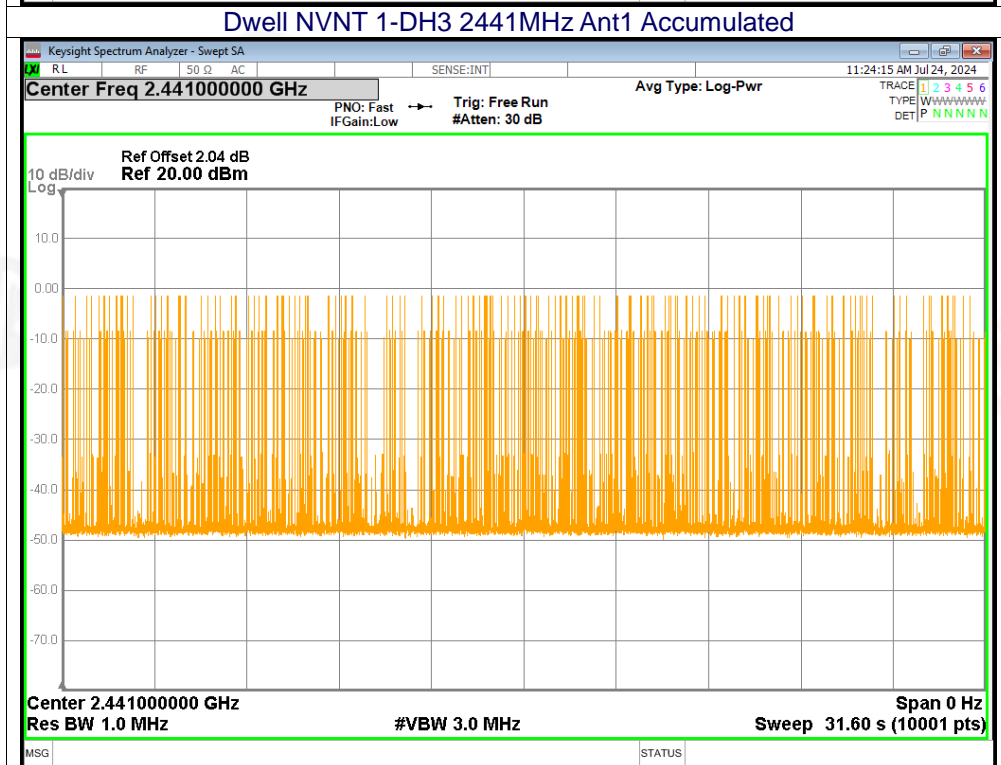 Dwell NVNT 1-DH3 2441MHz Ant1 Accumulated
Keysight Spectrum Analyzer - Swept SA
LXI RL RF 50 Ω AC SENSE:INT 11:24:15 AM Jul 24, 2024
Center Freq 2.441000000 GHz Avg Type: Log-Pwr TRACE 1 2 3 4 5 6
PNO: Fast Trig: Free Run TYPE WWWWWWW
IFGain:Low #Atten: 30 dB DET P N N N N N
Ref Offset 2.04 dB
10 dB/div Ref 20.00 dBm
Log
10.0
0.00
-10.0
-20.0
-30.0
-40.0
-50.0
-60.0
-70.0
Center 2.441000000 GHz Span 0 Hz
Res BW 1.0 MHz #VBW 3.0 MHz Sweep 31.60 s (10001 pts)
MSG STATUS